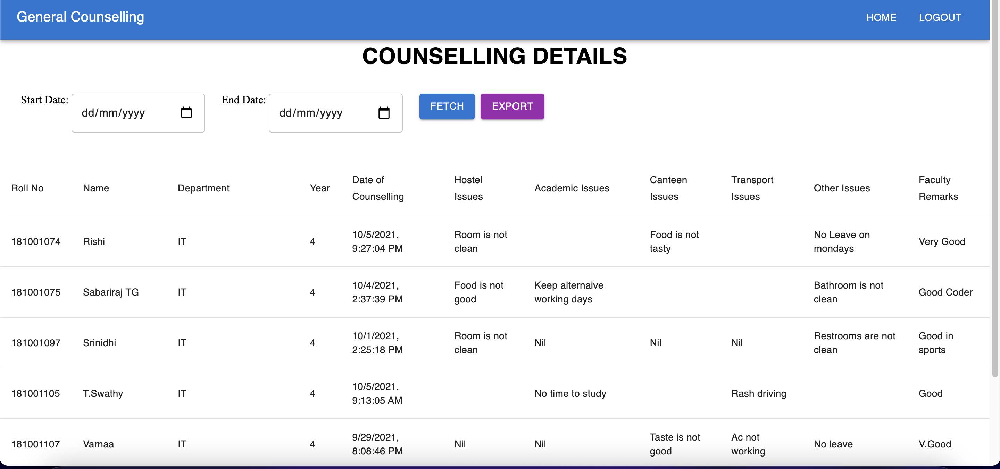 General Counselling HOME LOGOUT
COUNSELLING DETAILS
Start Date: dd/mm/yyyy End Date: dd/mm/yyyy FETCH EXPORT
Roll No Name Department Year Date of Counselling Hostel Issues Academic Issues Canteen Issues Transport Issues Other Issues Faculty Remarks
181001074 Rishi IT 4 10/5/2021, 9:27:04 PM Room is not clean Food is not tasty No Leave on mondays Very Good
181001075 Sabariraj TG IT 4 10/4/2021, 2:37:39 PM Food is not good Keep alternaive working days Bathroom is not clean Good Coder
181001097 Srinidhi IT 4 10/1/2021, 2:25:18 PM Room is not clean Nil Nil Nil Restrooms are not clean Good in sports
181001105 T.Swathy IT 4 10/5/2021, 9:13:05 AM No time to study Rash driving Good
181001107 Varnaa IT 4 9/29/2021, 8:08:46 PM Nil Nil Taste is not good Ac not working No leave V.Good